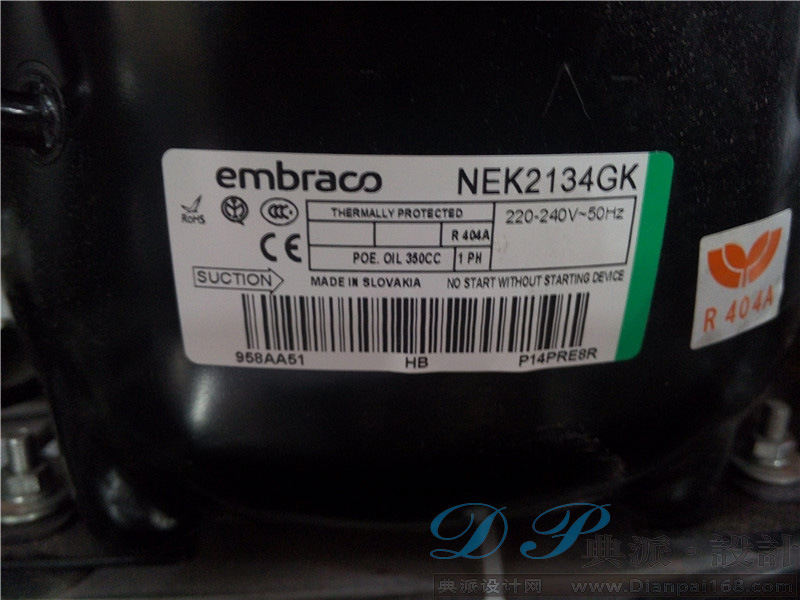 embraco NEK2134GK
RoHS CCC THERMALLY PROTECTED 220-240V~50Hz
CE R 404A
POE. OIL 350CC 1 PH
SUCTION MADE IN SLOVAKIA NO START WITHOUT STARTING DEVICE
958AA51 HB P14PRE8R
R 404A
DP 典派·設計
典派设计网 www.Dianpai168.com